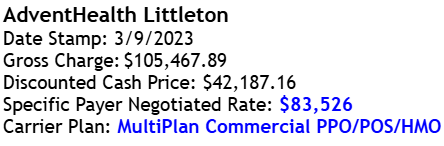 AdventHealth Littleton
Date Stamp: 3/9/2023
Gross Charge: $105,467.89
Discounted Cash Price: $42,187.16
Specific Payer Negotiated Rate: $83,526
Carrier Plan: MultiPlan Commercial PPO/POS/HMO